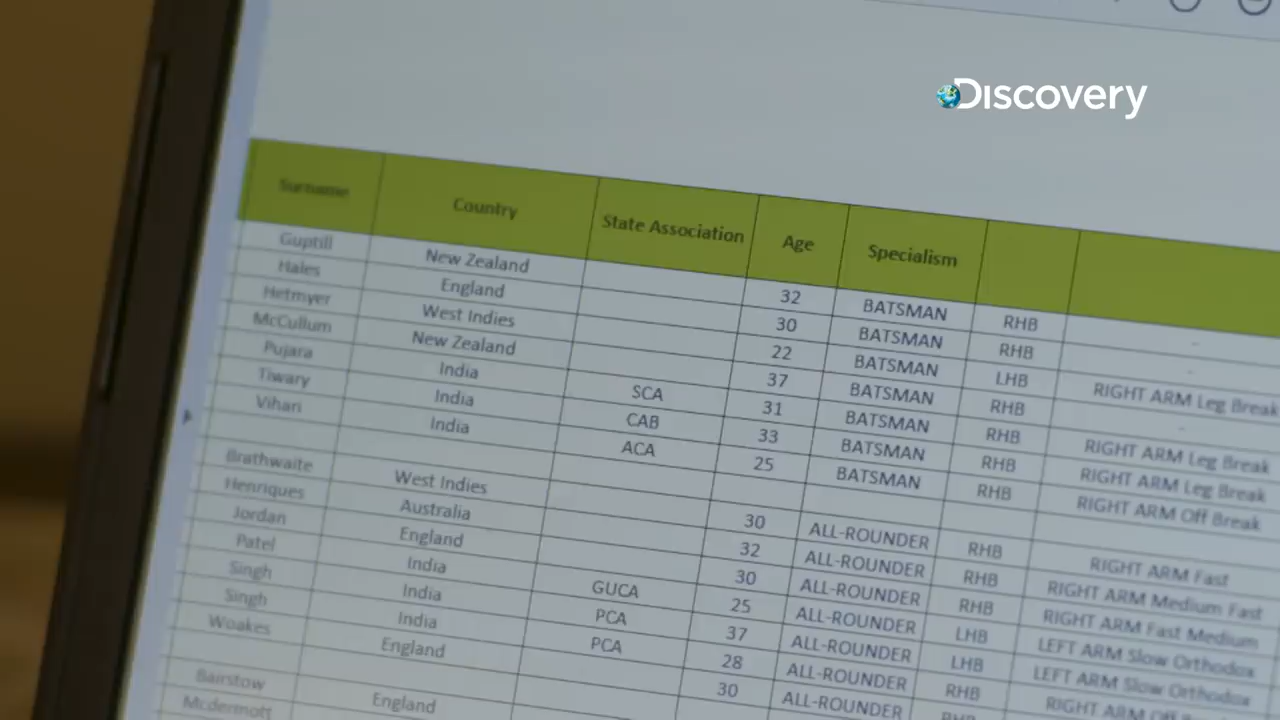 Discovery
Surname Country State Association Age Specialism
Guptill New Zealand 32 BATSMAN RHB -
Hales England 30 BATSMAN RHB -
Hetmyer West Indies 22 BATSMAN LHB RIGHT ARM Leg Break
McCullum New Zealand 37 BATSMAN RHB -
Pujara India SCA 31 BATSMAN RHB RIGHT ARM Leg Break
Tiwary India CAB 33 BATSMAN RHB RIGHT ARM Leg Break
Vihari India ACA 25 BATSMAN RHB RIGHT ARM Off Break
Brathwaite West Indies 30 ALL-ROUNDER RHB RIGHT ARM Fast
Henriques Australia 32 ALL-ROUNDER RHB RIGHT ARM Medium Fast
Jordan England 30 ALL-ROUNDER RHB RIGHT ARM Fast Medium
Patel India GUCA 25 ALL-ROUNDER LHB LEFT ARM Slow Orthodox
Singh India PCA 37 ALL-ROUNDER LHB LEFT ARM Slow Orthodox
Singh India PCA 28 ALL-ROUNDER RHB RIGHT ARM Off
Woakes England 30 ALL-ROUNDER RHB
Bairstow England
Mcdermott